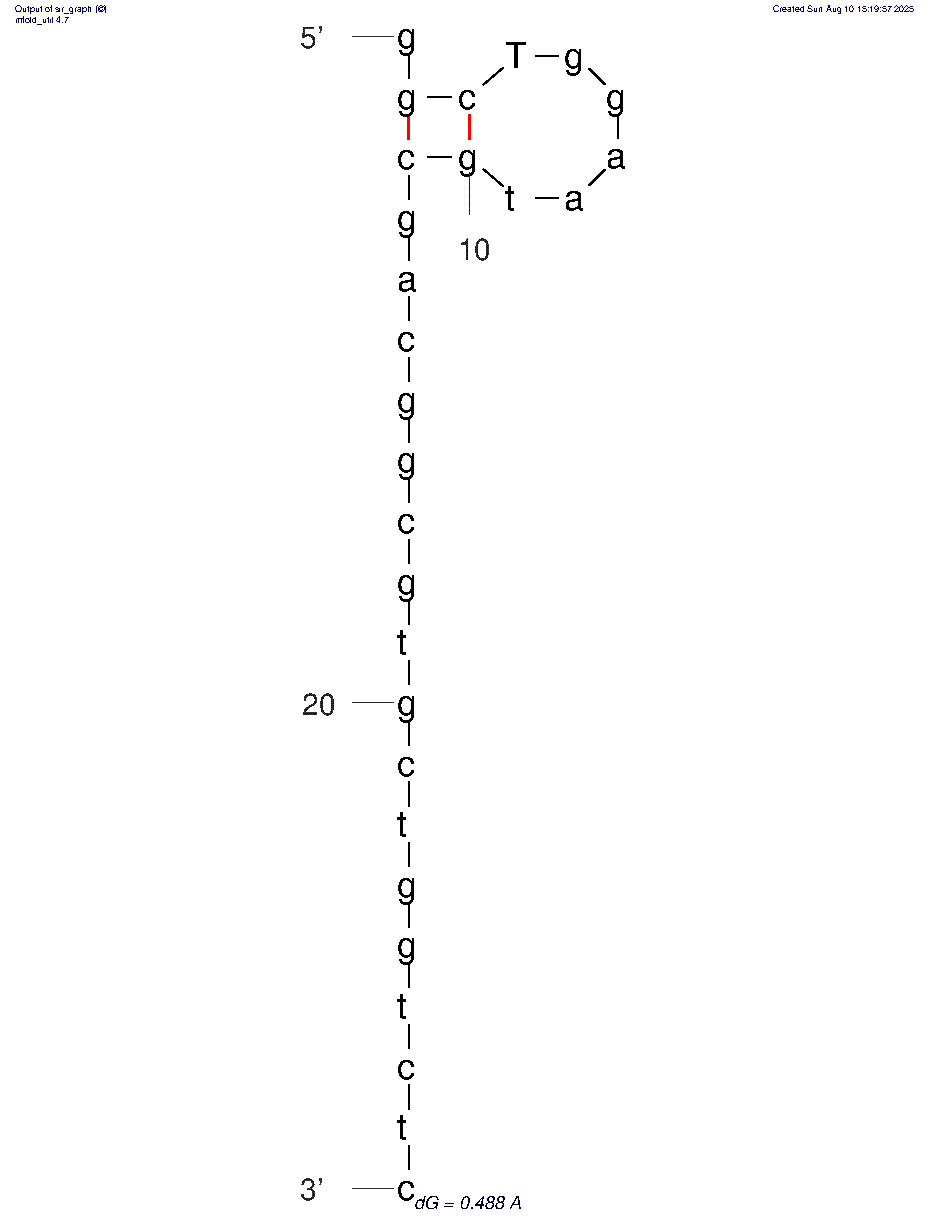 Output of sir_graph (©)
mfold_util 4.7
Created Sun Aug 10 15:19:57 2025
5' g
T g
g c g
c g a
t a
g 10
a
c
g
g
c
g
t
20 g
c
t
g
g
t
c
t
3' c dG = 0.488 A